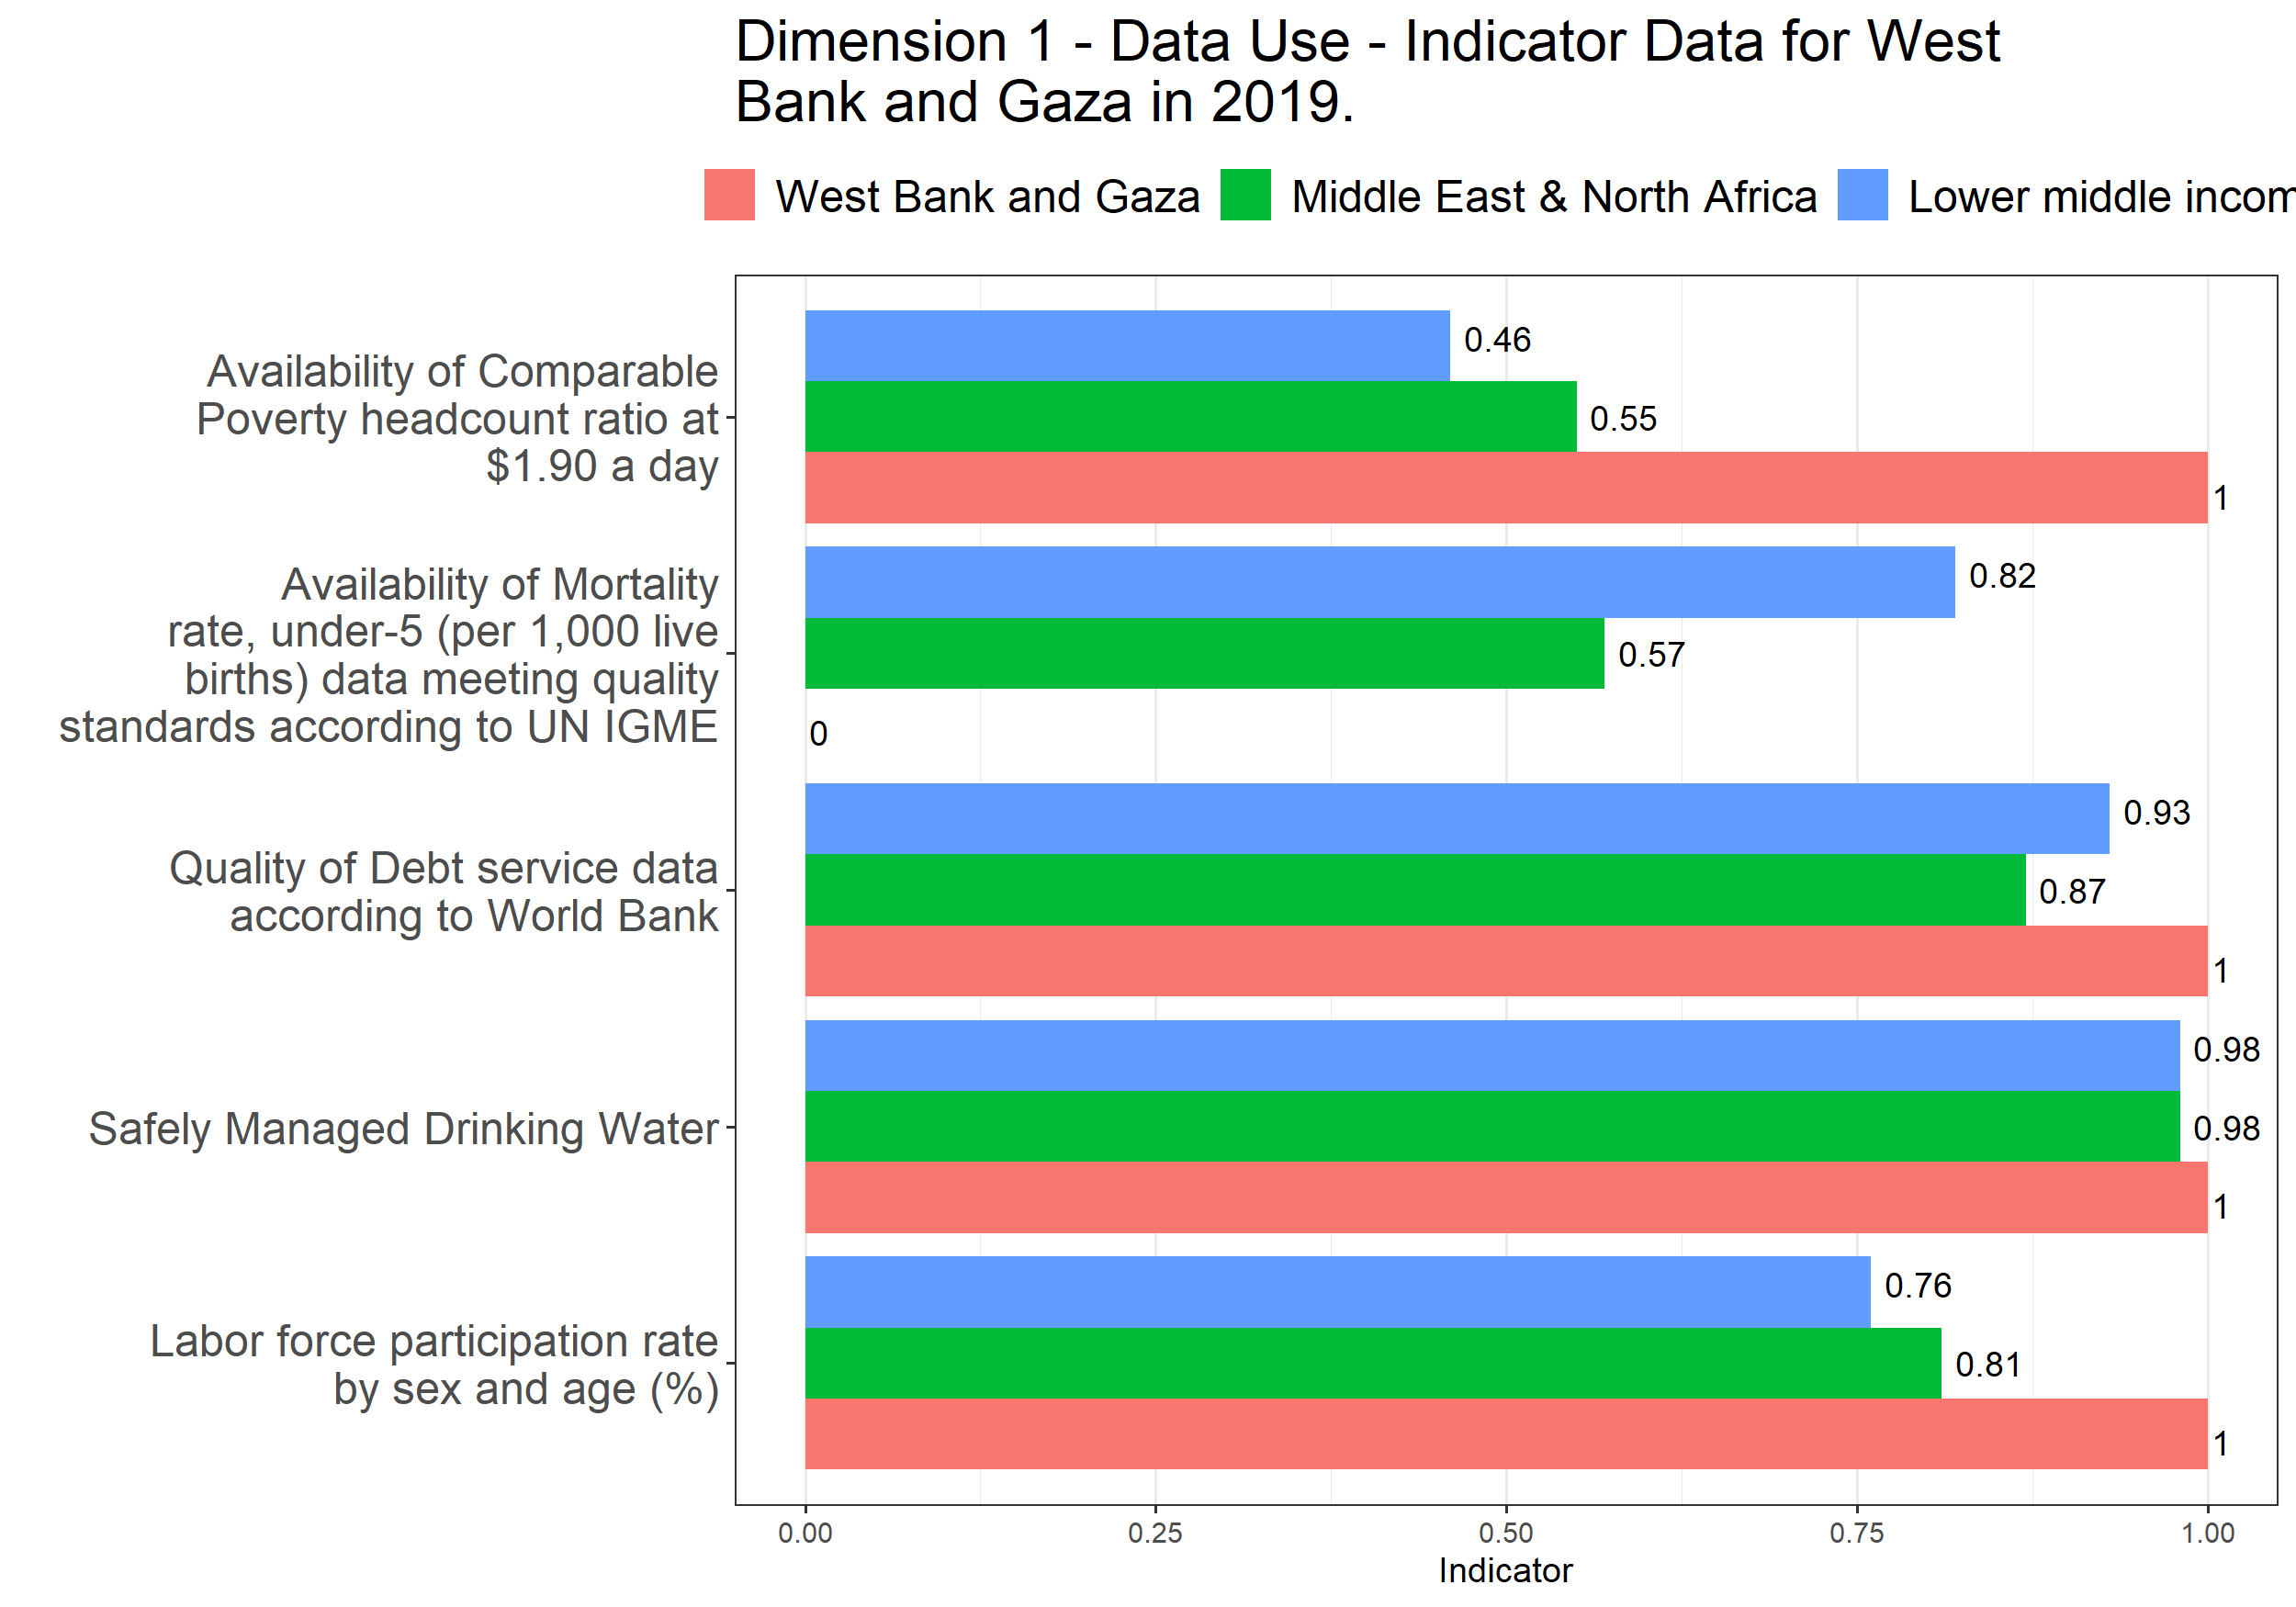 Dimension 1 - Data Use - Indicator Data for West
Bank and Gaza in 2019.
West Bank and Gaza
Middle East & North Africa
Lower middle incom
Availability of Comparable
Poverty headcount ratio at
$1.90 a day
0.46
0.55
1
Availability of Mortality
rate, under-5 (per 1,000 live
births) data meeting quality
standards according to UN IGME
0.82
0.57
0
Quality of Debt service data
according to World Bank
0.93
0.87
1
Safely Managed Drinking Water
0.98
0.98
1
Labor force participation rate
by sex and age (%)
0.76
0.81
1
0.00
0.25
0.50
0.75
1.00
Indicator